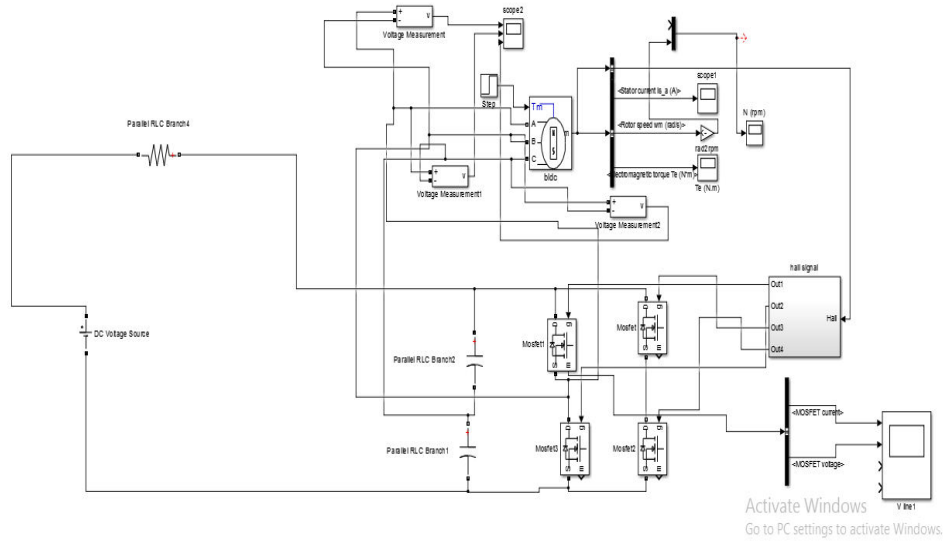 scope2
Voltage Measurement
Step
Tm
A
B
C
m
N
S
bldc
<Stator current is_a (A)>
scope1
<Rotor speed wm (rad/s)>
rad2rpm
N (rpm)
<Electromagnetic torque Te (N*m)>
Te (N.m)
Parallel RLC Branch4
Voltage Measurement1
Voltage Measurement2
hall signal
Out1
Out2
Out3
Out4
Hall
DC Voltage Source
Parallel RLC Branch2
Mosfet1
Mosfet
Parallel RLC Branch1
Mosfet3
Mosfet2
<MOSFET current>
<MOSFET voltage>
V line1
Activate Windows
Go to PC settings to activate Windows.